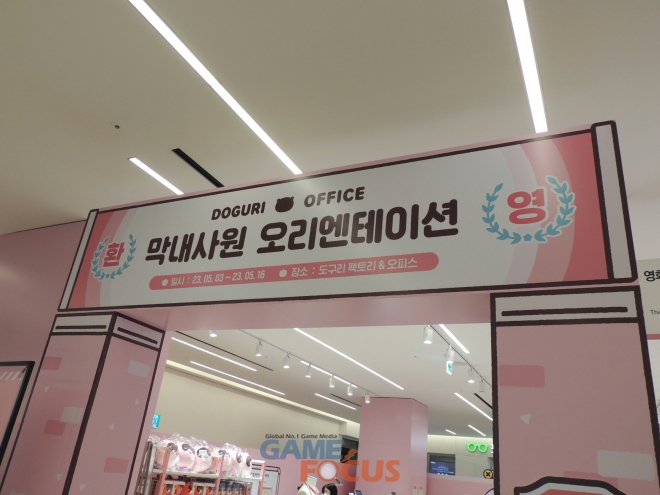 DOGURI OFFICE
환 막내사원 오리엔테이션 영
일시 : 23. 05. 03 ~ 23. 05. 16 장소 : 도구리 팩토리 & 오피스
영
The
Global No.1 Game Media
GAME
FOCUS